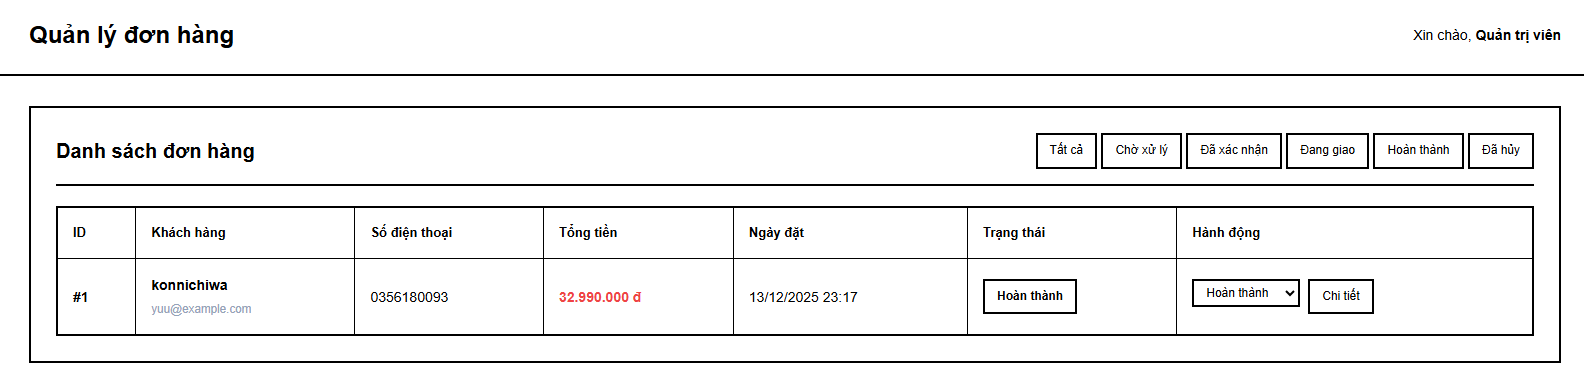 Quản lý đơn hàng
Xin chào, Quản trị viên
Danh sách đơn hàng
Tất cả Chờ xử lý Đã xác nhận Đang giao Hoàn thành Đã hủy
ID Khách hàng Số điện thoại Tổng tiền Ngày đặt Trạng thái Hành động
#1 konnichiwa 0356180093 32.990.000 đ 13/12/2025 23:17 Hoàn thành Hoàn thành Chi tiết
yuu@example.com